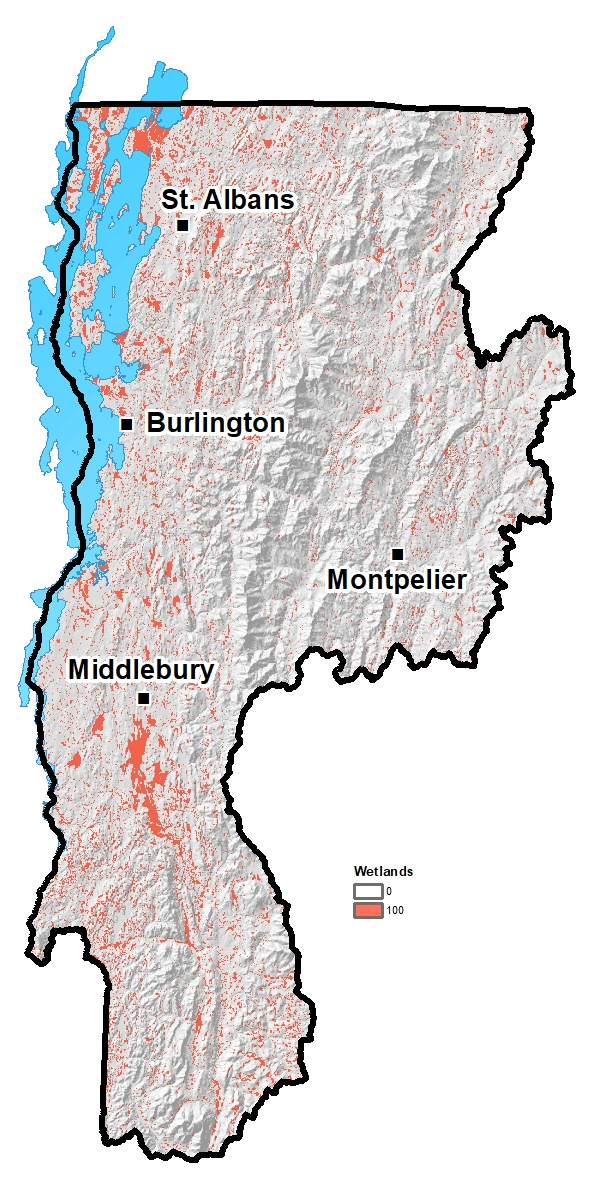 St. Albans
Burlington
Montpelier
Middlebury
Wetlands
0
100